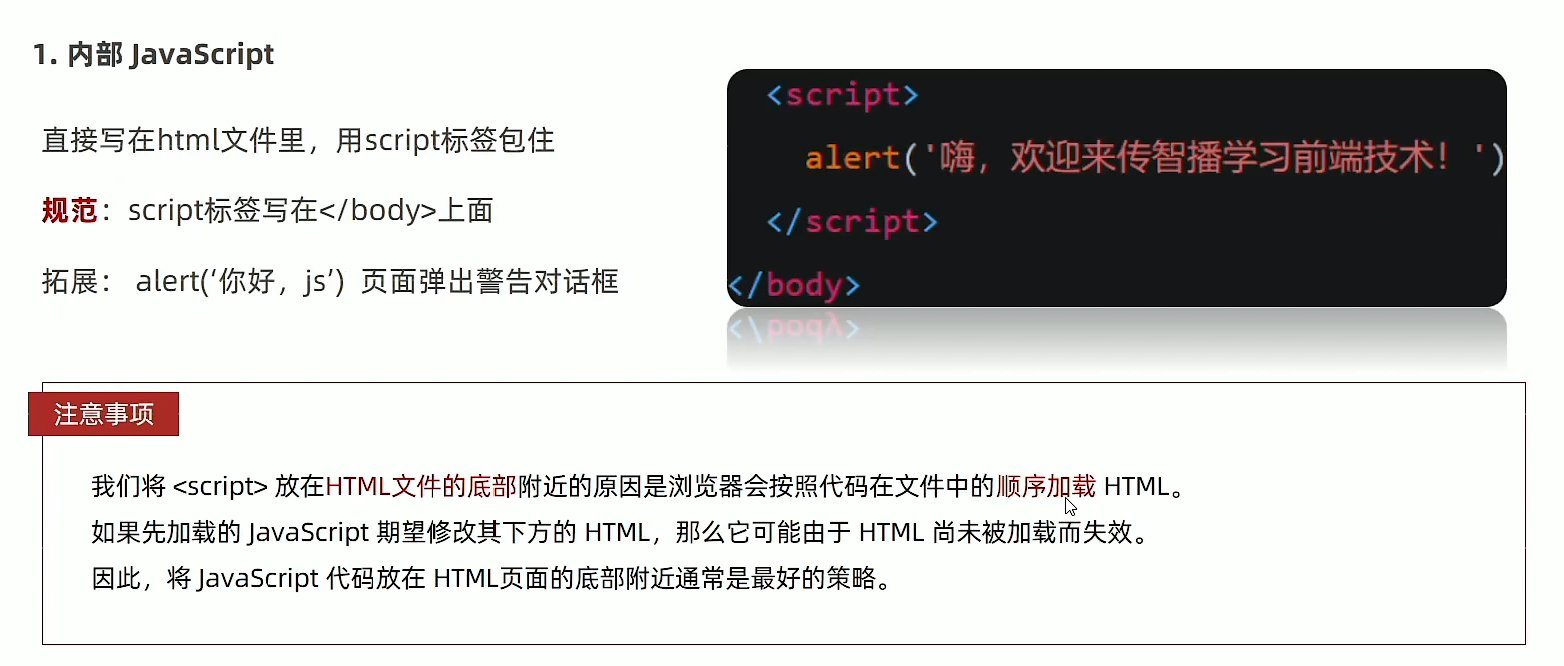 1. 内部 JavaScript
直接写在html文件里，用script标签包住
规范：script标签写在</body>上面
拓展： alert(‘你好，js’) 页面弹出警告对话框
<script>
alert('嗨，欢迎来传智播学习前端技术！')
</script>
</body>
注意事项
我们将 <script> 放在HTML文件的底部附近的原因是浏览器会按照代码在文件中的顺序加载 HTML。
如果先加载的 JavaScript 期望修改其下方的 HTML，那么它可能由于 HTML 尚未被加载而失效。
因此，将 JavaScript 代码放在 HTML页面的底部附近通常是最好的策略。